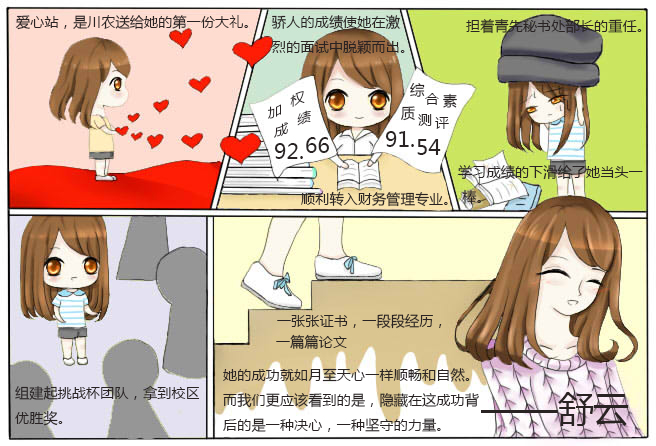 爱心站，是川农送给她的第一份大礼。
骄人的成绩使她在激
烈的面试中脱颖而出。
加权
成绩
92.66
综合素
质测评
91.54
顺利转入财务管理专业。
担着青先秘书处部长的重任。
学习成绩的下滑给了她当头一
棒。
组建起挑战杯团队，拿到校区
优胜奖。
一张张证书，一段段经历，
一篇篇论文
她的成功就如月至天心一样顺畅和自然。
而我们更应该看到的是，隐藏在这成功背
后的是一种决心，一种坚守的力量。
——舒云